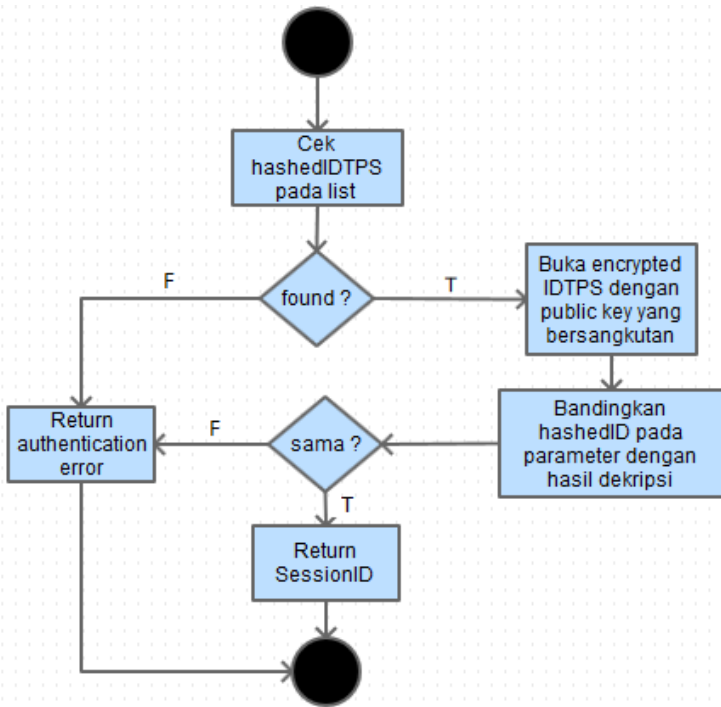 Cek
hashedIDTPS
pada list
found ?
F
T
Buka encrypted
IDTPS dengan
public key yang
bersangkutan
Bandingkan
hashedID pada
parameter dengan
hasil dekripsi
sama ?
F
T
Return
authentication
error
Return
SessionID